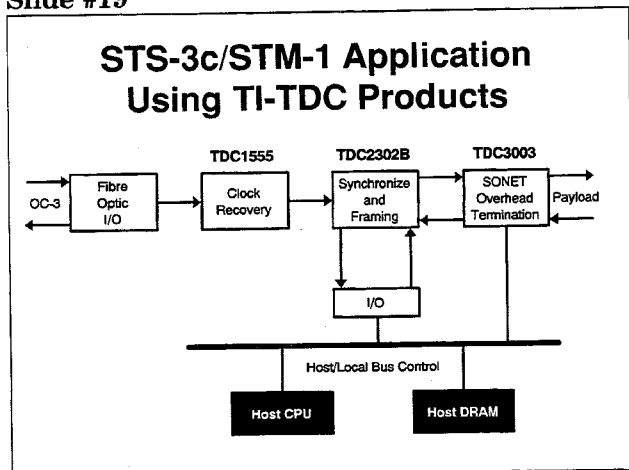 Slide #19
STS-3c/STM-1 Application
Using TI-TDC Products
TDC1555
TDC2302B
TDC3003
OC-3
Fibre
Optic
I/O
Clock
Recovery
Synchronize
and
Framing
SONET
Overhead
Termination
Payload
I/O
Host/Local Bus Control
Host CPU
Host DRAM